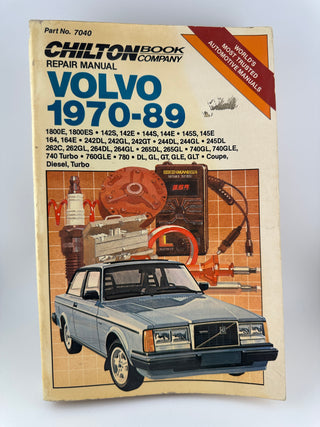 Part No. 7040
CHILTON BOOK COMPANY
REPAIR MANUAL
WORLD'S
MOST TRUSTED
AUTOMOTIVE MANUALS
VOLVO
1970-89
1800E, 1800ES • 142S, 142E • 144S, 144E • 145S, 145E
164, 164E • 242DL, 242GL, 242GT • 244DL, 244GL • 245DL
262C, 262GL, 264DL, 264GL • 265DL, 265GL • 740GL, 740GLE,
740 Turbo • 760GLE • 780 • DL, GL, GT, GLE, GLT • Coupe,
Diesel, Turbo